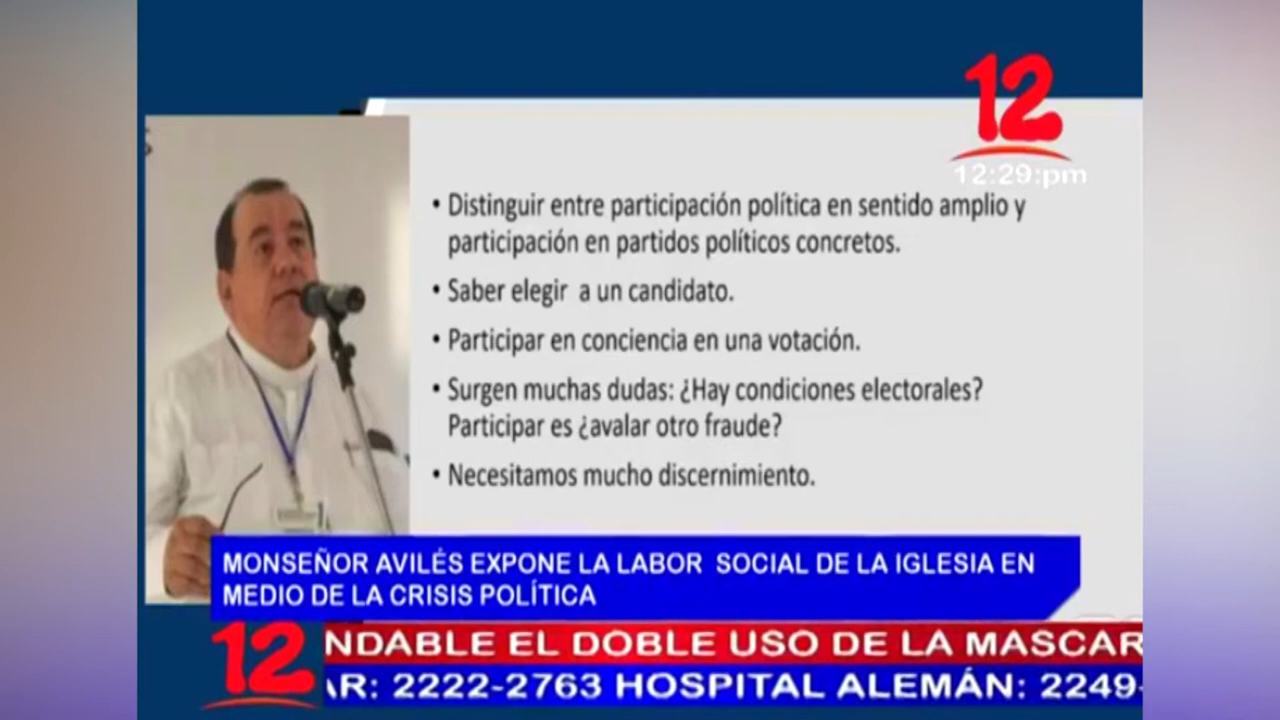 12
12:29:pm
• Distinguir entre participación política en sentido amplio y
participación en partidos políticos concretos.
• Saber elegir a un candidato.
• Participar en conciencia en una votación.
• Surgen muchas dudas: ¿Hay condiciones electorales?
Participar es ¿avalar otro fraude?
• Necesitamos mucho discernimiento.
MONSEÑOR AVILÉS EXPONE LA LABOR SOCIAL DE LA IGLESIA EN
MEDIO DE LA CRISIS POLÍTICA
12
NDABLE EL DOBLE USO DE LA MASCAR
AR: 2222-2763 HOSPITAL ALEMÁN: 2249-